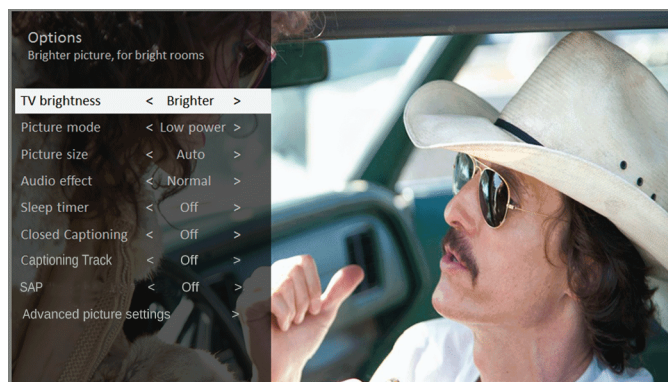 Options
Brighter picture, for bright rooms
TV brightness < Brighter >
Picture mode < Low power >
Picture size < Auto >
Audio effect < Normal >
Sleep timer < Off >
Closed Captioning < Off >
Captioning Track < Off >
SAP < Off >
Advanced picture settings >